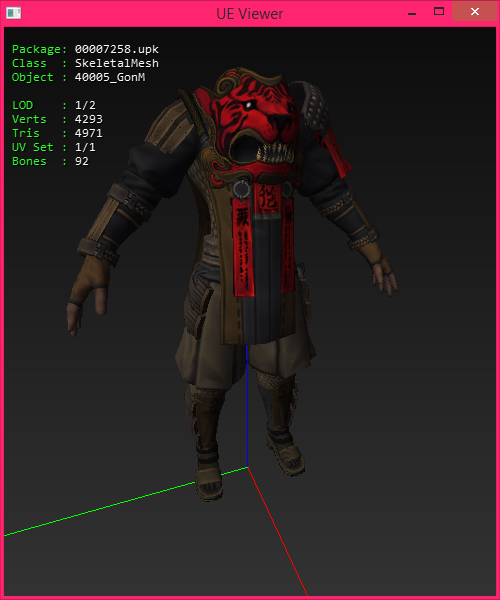 UE Viewer
Package: 00007258.upk
Class : SkeletalMesh
Object : 40005_GonM
LOD : 1/2
Verts : 4293
Tris : 4971
UV Set : 1/1
Bones : 92